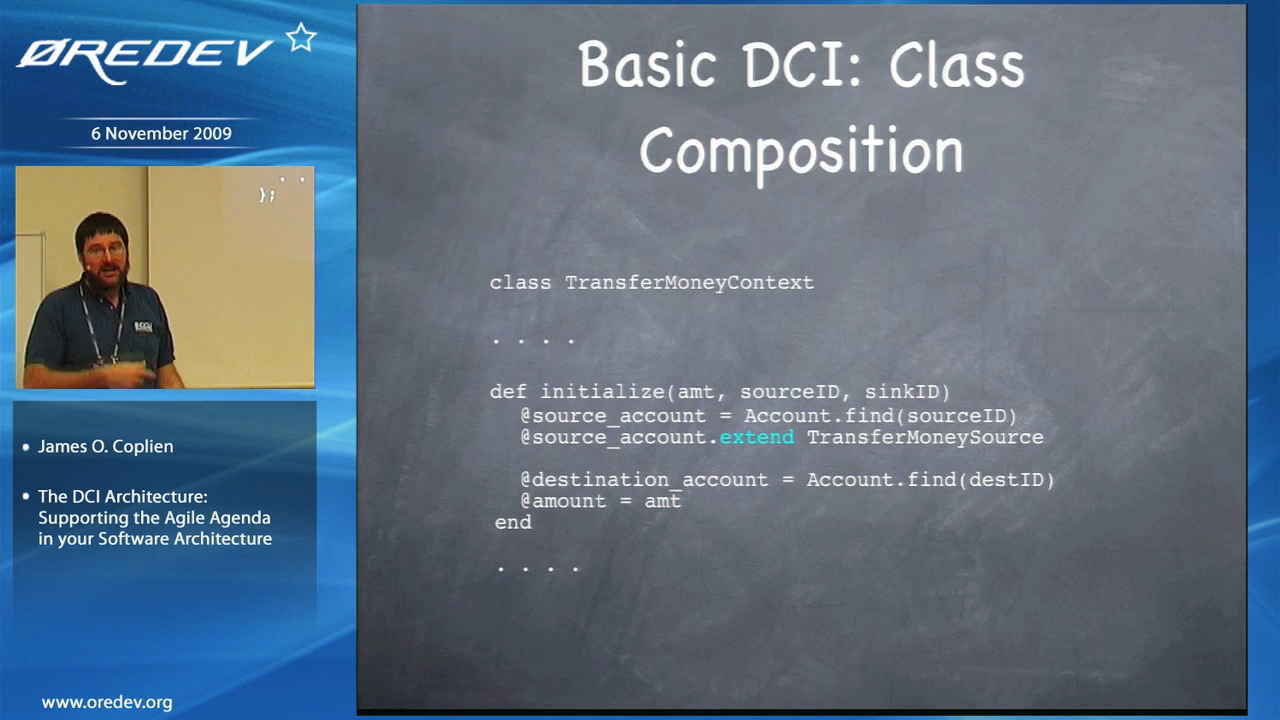 ØREDEV
6 November 2009
};
James O. Coplien
The DCI Architecture:
Supporting the Agile Agenda
in your Software Architecture
www.oredev.org
Basic DCI: Class
Composition
class TransferMoneyContext
. . . .
def initialize(amt, sourceID, sinkID)
@source_account = Account.find(sourceID)
@source_account.extend TransferMoneySource
@destination_account = Account.find(destID)
@amount = amt
end
. . . .